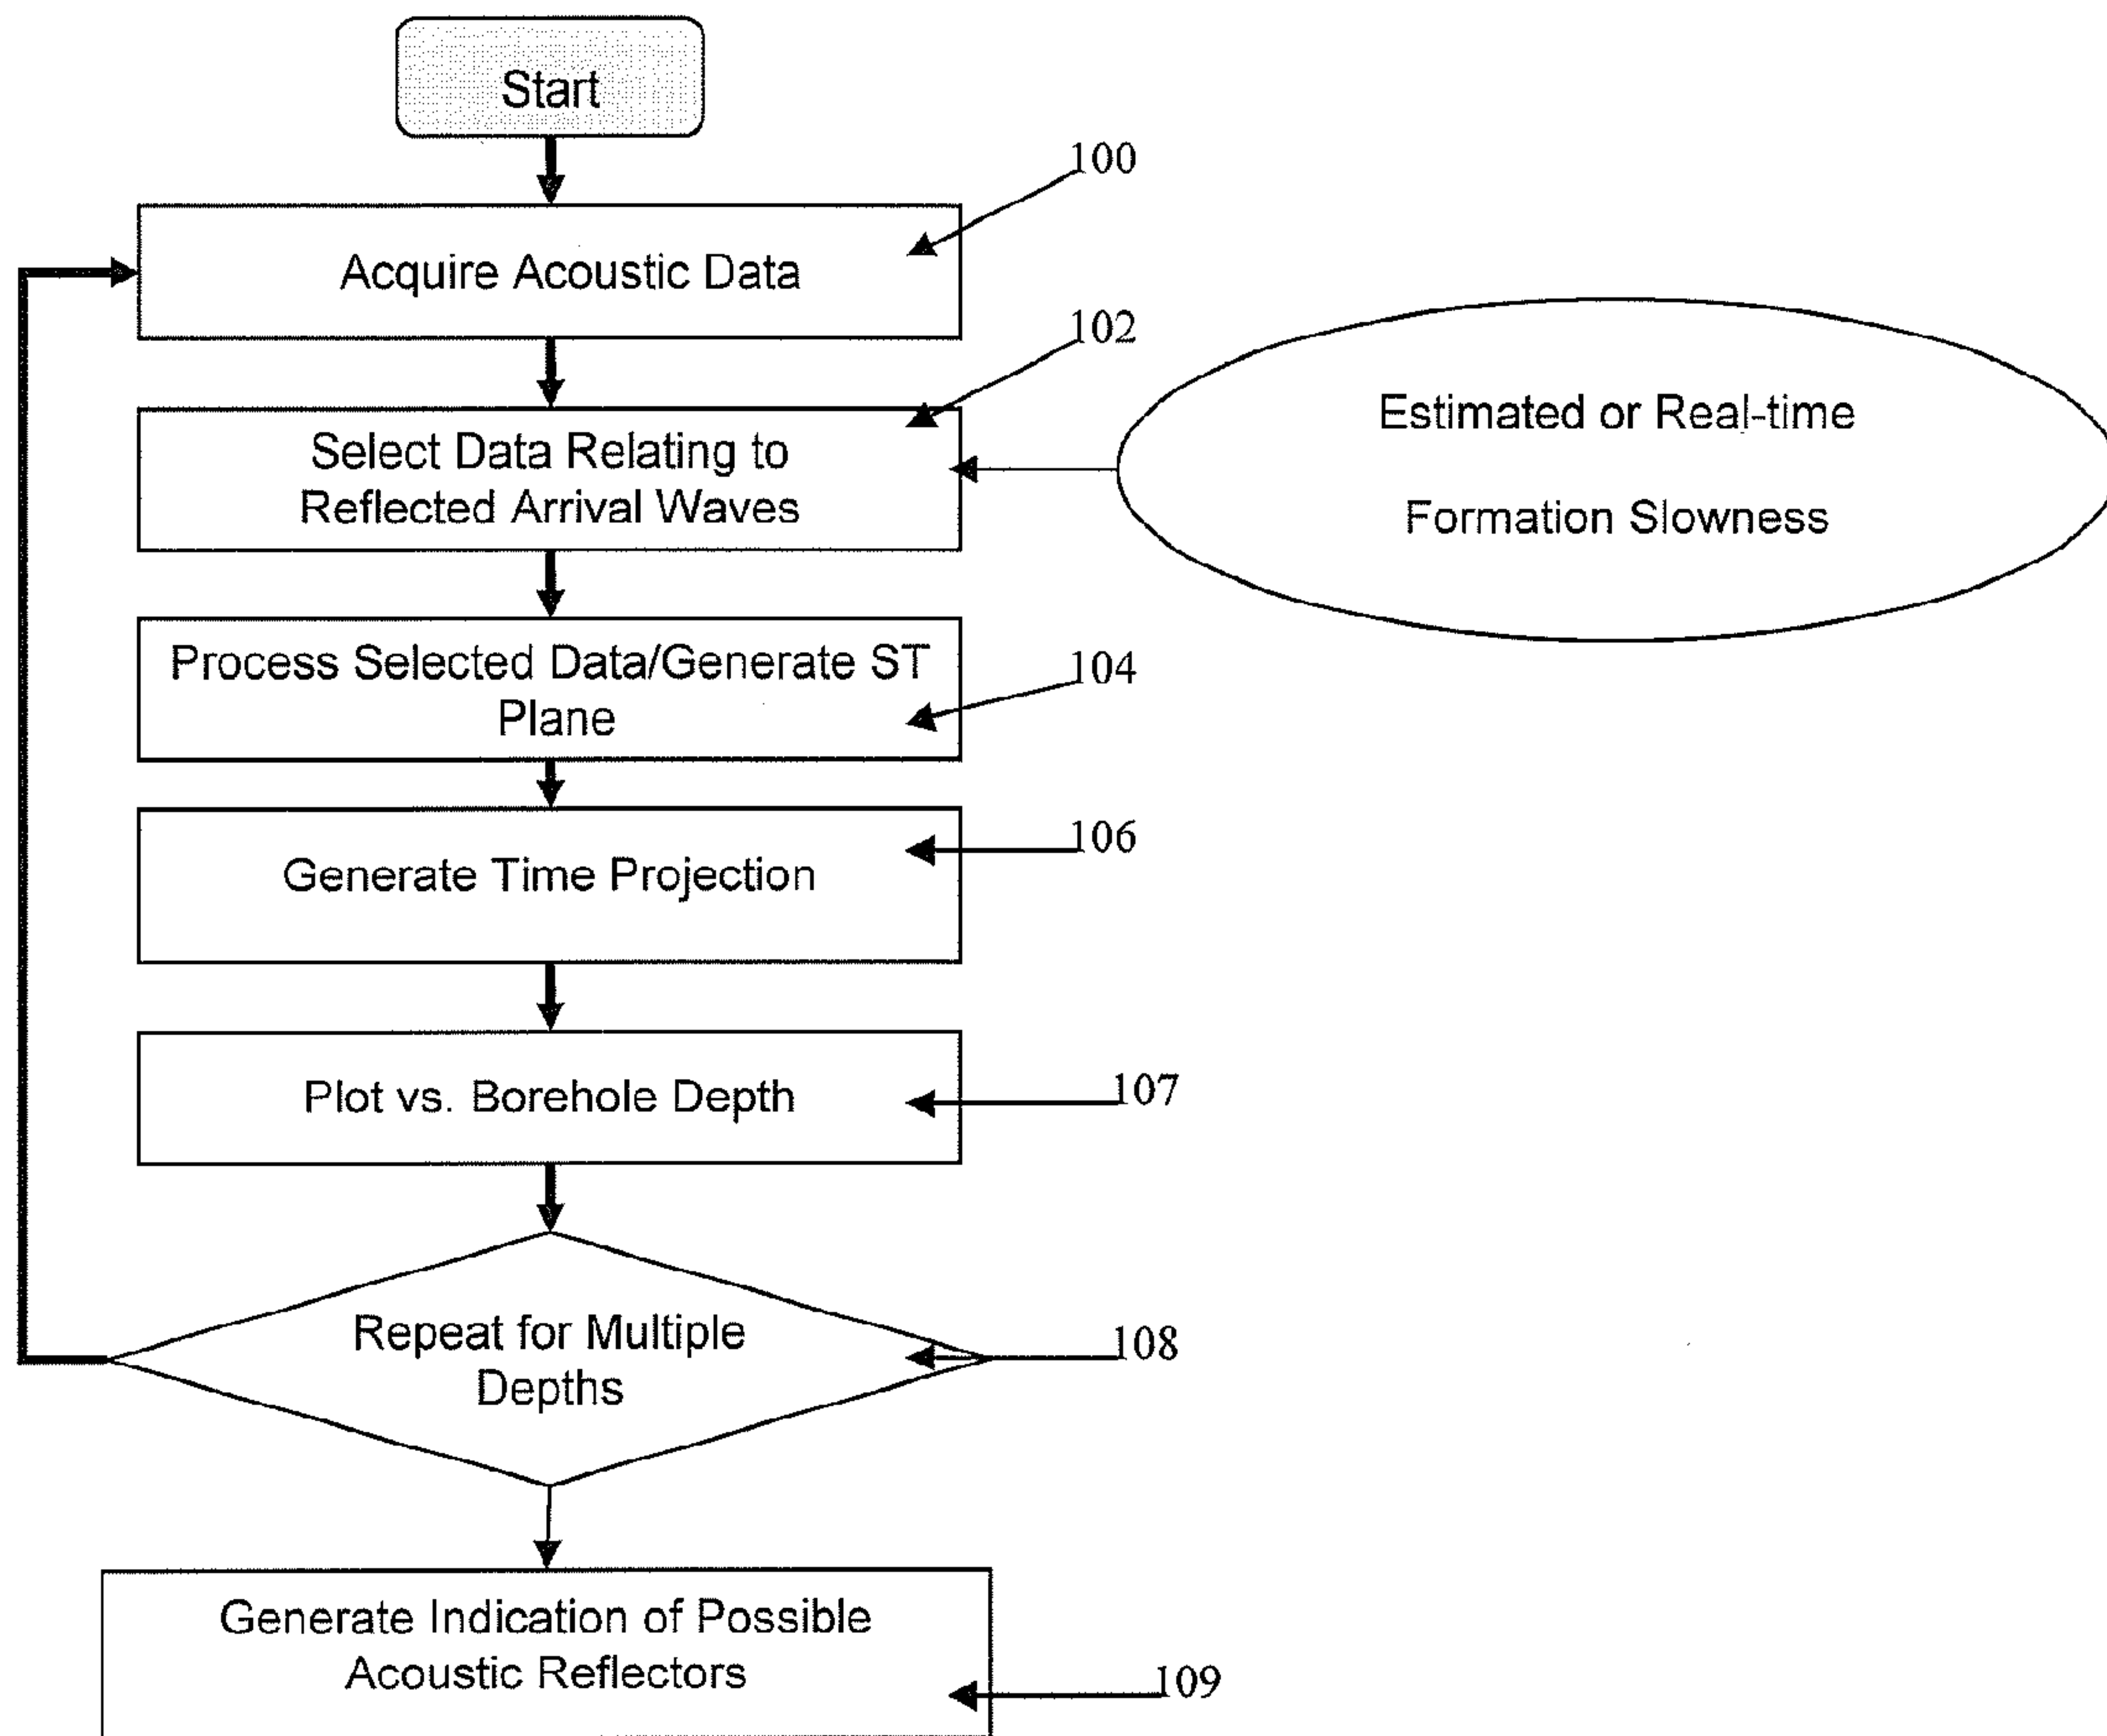 Start
100
Acquire Acoustic Data
102
Select Data Relating to
Reflected Arrival Waves
Estimated or Real-time
Formation Slowness
Process Selected Data/Generate ST
Plane
104
106
Generate Time Projection
Plot vs. Borehole Depth
107
Repeat for Multiple
Depths
108
Generate Indication of Possible
Acoustic Reflectors
109